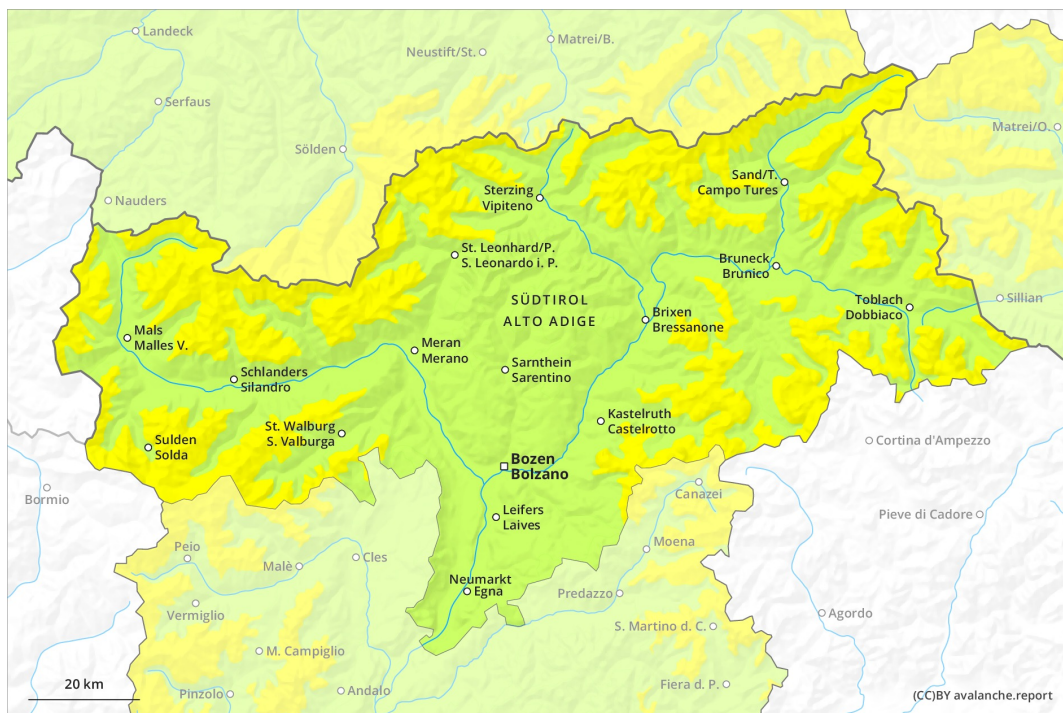 Landeck
Neustift/St.
Matrei/B.
Serfaus
Matrei/O.
Sölden
Nauders
Sterzing
Vipiteno
Sand/T.
Campo Tures
St. Leonhard/P.
S. Leonardo i. P.
Bruneck
Brunico
SÜDTIROL
ALTO ADIGE
Toblach
Dobbiaco
Sillian
Brixen
Bressanone
Mals
Malles V.
Meran
Merano
Schlanders
Silandro
Sarnthein
Sarentino
St. Walburg
S. Valburga
Kastelruth
Castelrotto
Sulden
Solda
Cortina d'Ampezzo
Bozen
Bolzano
Bormio
Canazei
Leifers
Laives
Pieve di Cadore
Peio
Cles
Malè
Moena
Neumarkt
Egna
Predazzo
Vermiglio
Agordo
S. Martino d. C.
M. Campiglio
20 km
Pinzolo
Andalo
Fiera d. P.
(CC)BY avalanche.report